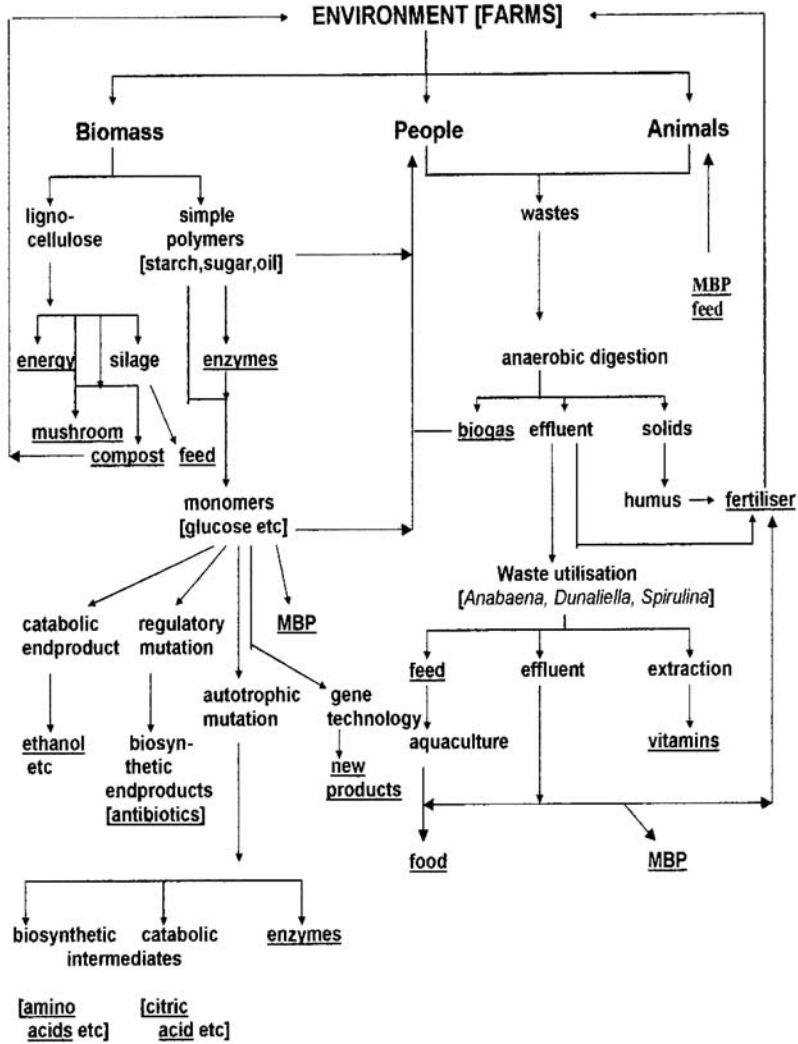 ENVIRONMENT [FARMS]
Biomass
People
Animals
ligno-
cellulose
simple
polymers
[starch,sugar,oil]
wastes
MBP
feed
energy
silage
enzymes
anaerobic digestion
mushroom
compost
feed
biogas
effluent
solids
monomers
[glucose etc]
humus
fertiliser
Waste utilisation
[Anabaena, Dunaliella, Spirulina]
catabolic
endproduct
regulatory
mutation
MBP
feed
effluent
extraction
autotrophic
mutation
gene
technology
ethanol
etc
biosyn-
thetic
endproducts
[antibiotics]
new
products
aquaculture
vitamins
food
MBP
biosynthetic catabolic
intermediates
enzymes
[amino
acids etc]
[citric
acid etc]